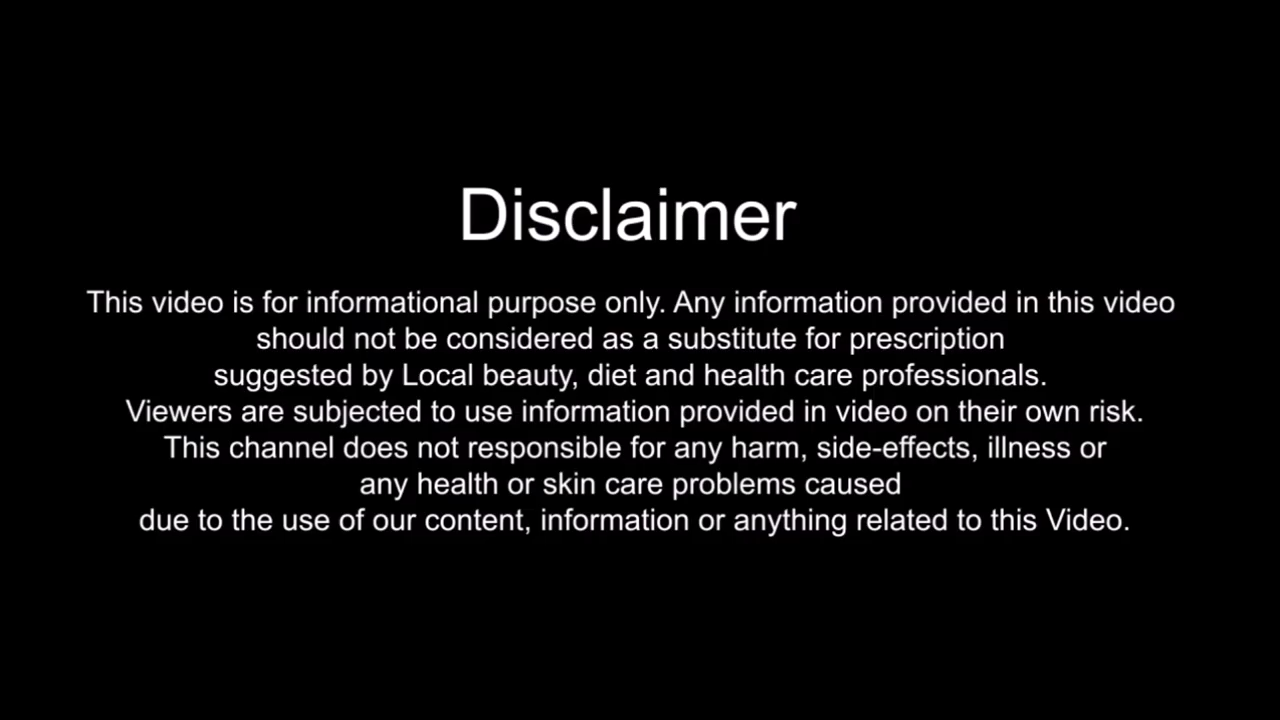 Disclaimer
This video is for informational purpose only. Any information provided in this video
should not be considered as a substitute for prescription
suggested by Local beauty, diet and health care professionals.
Viewers are subjected to use information provided in video on their own risk.
This channel does not responsible for any harm, side-effects, illness or
any health or skin care problems caused
due to the use of our content, information or anything related to this Video.